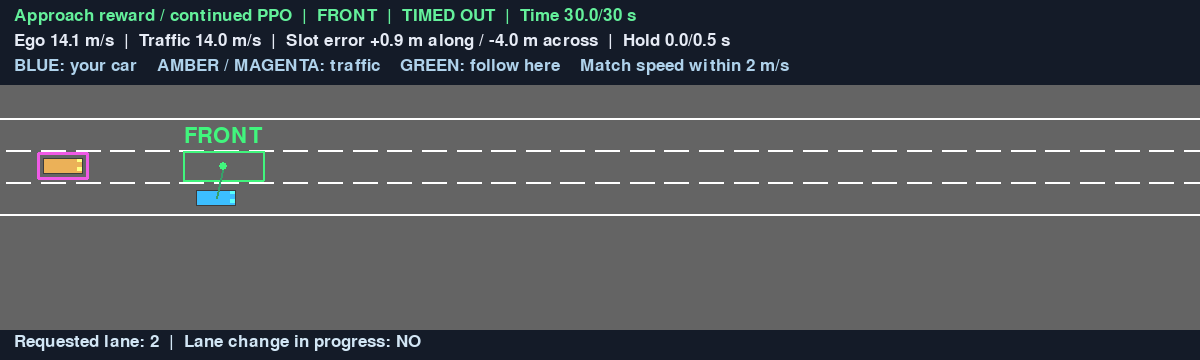 Approach reward / continued PPO | FRONT | TIMED OUT | Time 30.0/30 s
Ego 14.1 m/s | Traffic 14.0 m/s | Slot error +0.9 m along / -4.0 m across | Hold 0.0/0.5 s
BLUE: your car AMBER / MAGENTA: traffic GREEN: follow here Match speed within 2 m/s
FRONT
Requested lane: 2 | Lane change in progress: NO